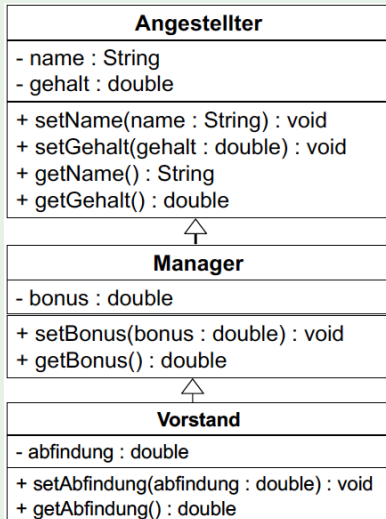 Angestellter
- name : String
- gehalt : double
+ setName(name : String) : void
+ setGehalt(gehalt : double) : void
+ getName() : String
+ getGehalt() : double
Manager
- bonus : double
+ setBonus(bonus : double) : void
+ getBonus() : double
Vorstand
- abfindung : double
+ setAbfindung(abfindung : double) : void
+ getAbfindung() : double